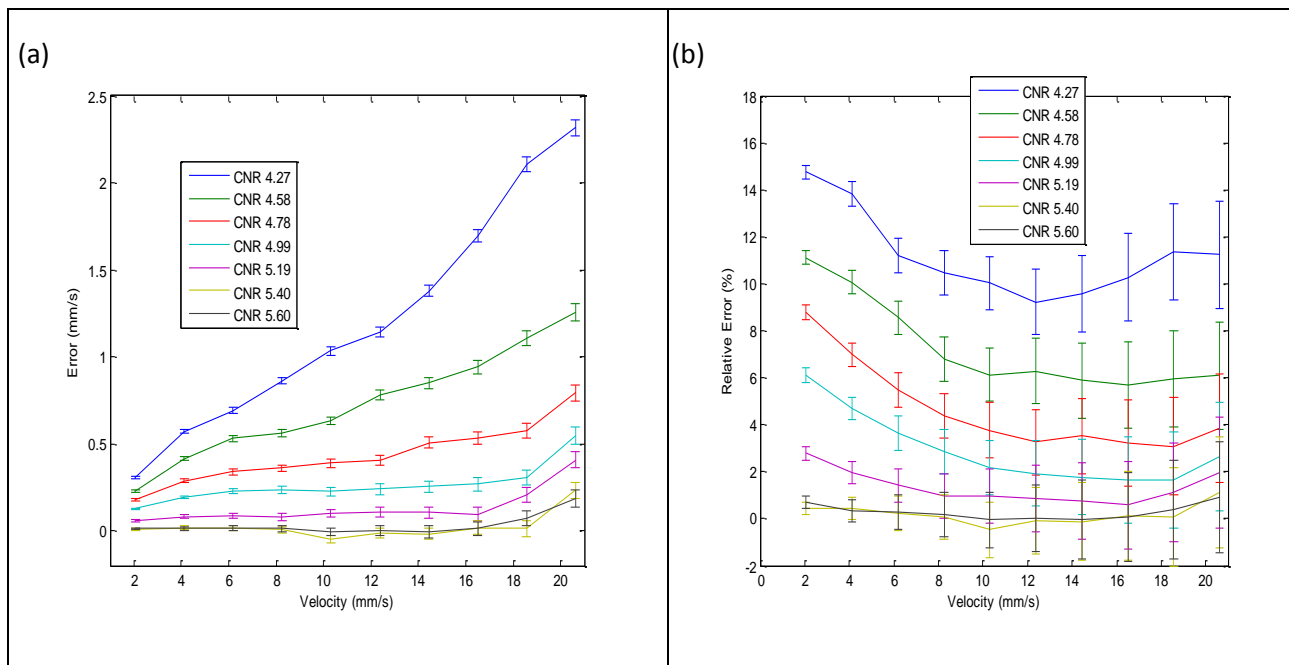 (a)
2.5
2
1.5
1
0.5
0
Error (mm/s)
CNR 4.27
CNR 4.58
CNR 4.78
CNR 4.99
CNR 5.19
CNR 5.40
CNR 5.60
2 4 6 8 10 12 14 16 18 20
Velocity (mm/s)
(b)
18
16
14
12
10
8
6
4
2
0
-2
Relative Error (%)
CNR 4.27
CNR 4.58
CNR 4.78
CNR 4.99
CNR 5.19
CNR 5.40
CNR 5.60
0 2 4 6 8 10 12 14 16 18 20
Velocity (mm/s)